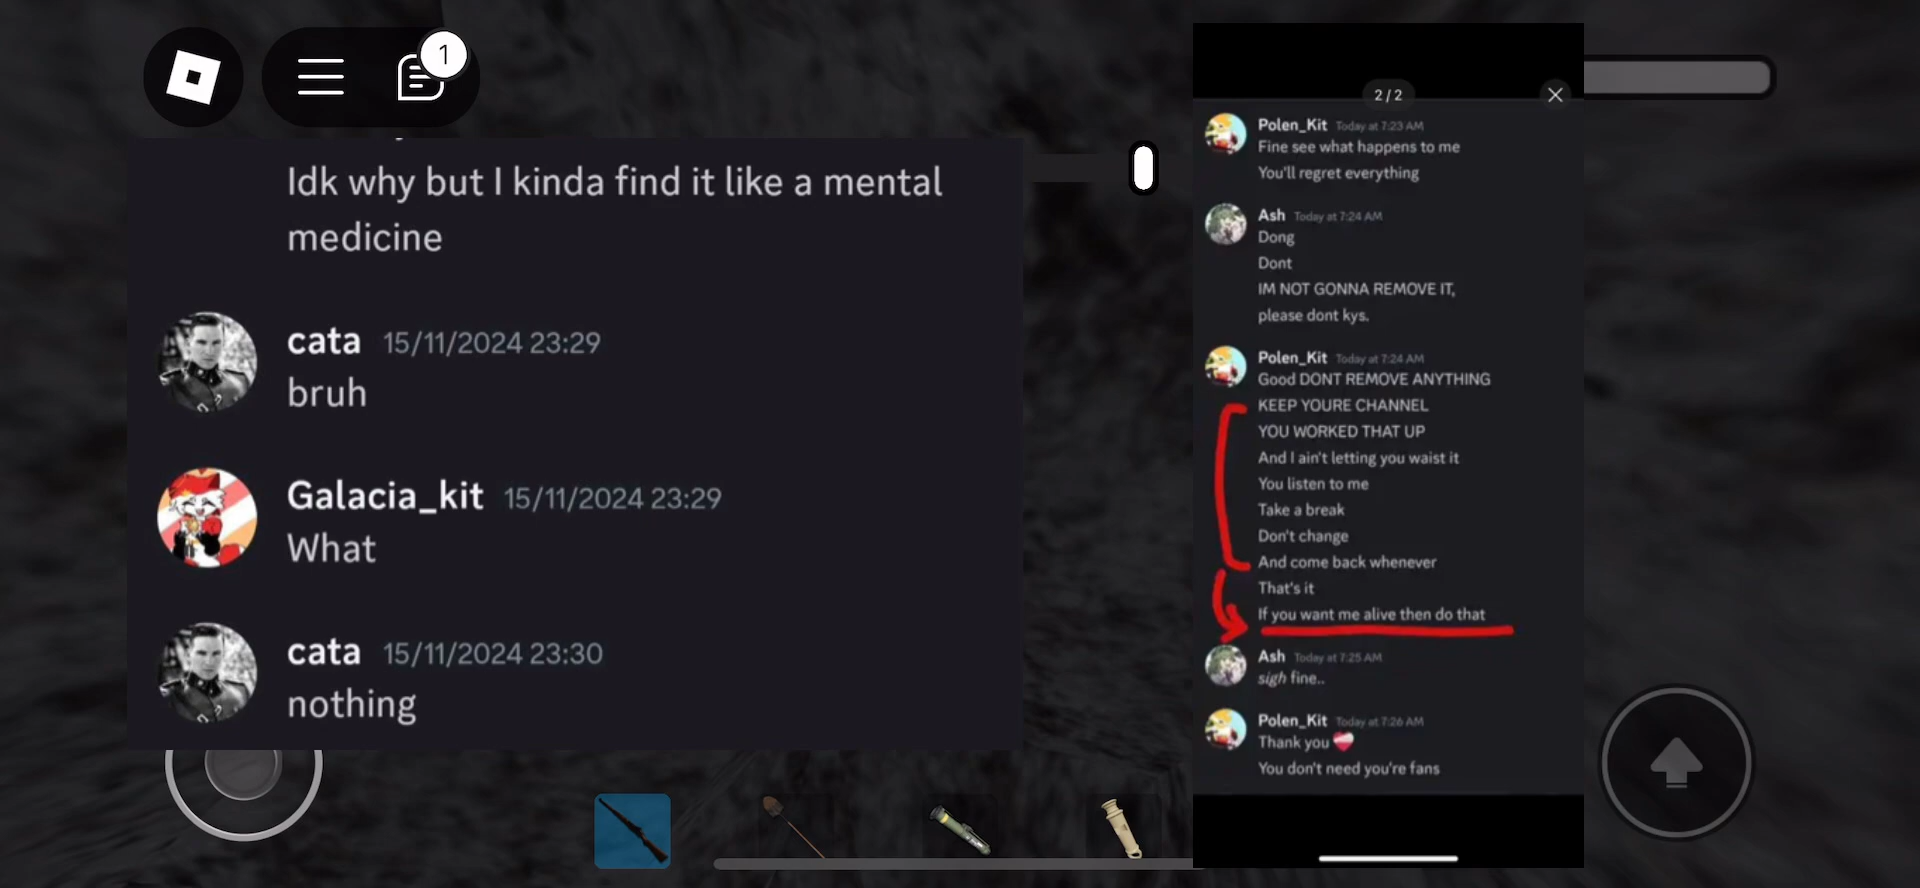 1
Idk why but I kinda find it like a mental
medicine
cata 15/11/2024 23:29
bruh
Galacia_kit 15/11/2024 23:29
What
cata 15/11/2024 23:30
nothing
2/2
Polen_Kit Today at 7:23 AM
Fine see what happens to me
You'll regret everything
Ash Today at 7:24 AM
Dong
Dont
IM NOT GONNA REMOVE IT,
please dont kys.
Polen_Kit Today at 7:24 AM
Good DONT REMOVE ANYTHING
KEEP YOURE CHANNEL
YOU WORKED THAT UP
And I ain't letting you waist it
You listen to me
Take a break
Don't change
And come back whenever
That's it
If you want me alive then do that
Ash Today at 7:25 AM
sigh fine..
Polen_Kit Today at 7:26 AM
Thank you
You don't need you're fans